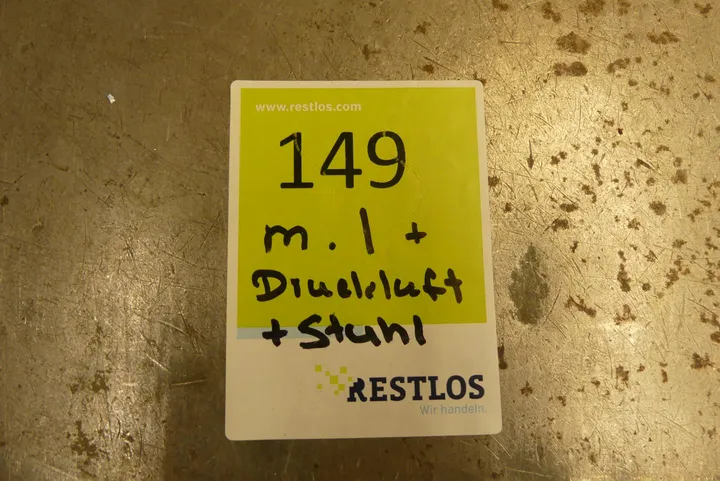 www.restlos.com
149
m. l +
Druckluft
+ Stuhl
RESTLOS
Wir handeln.